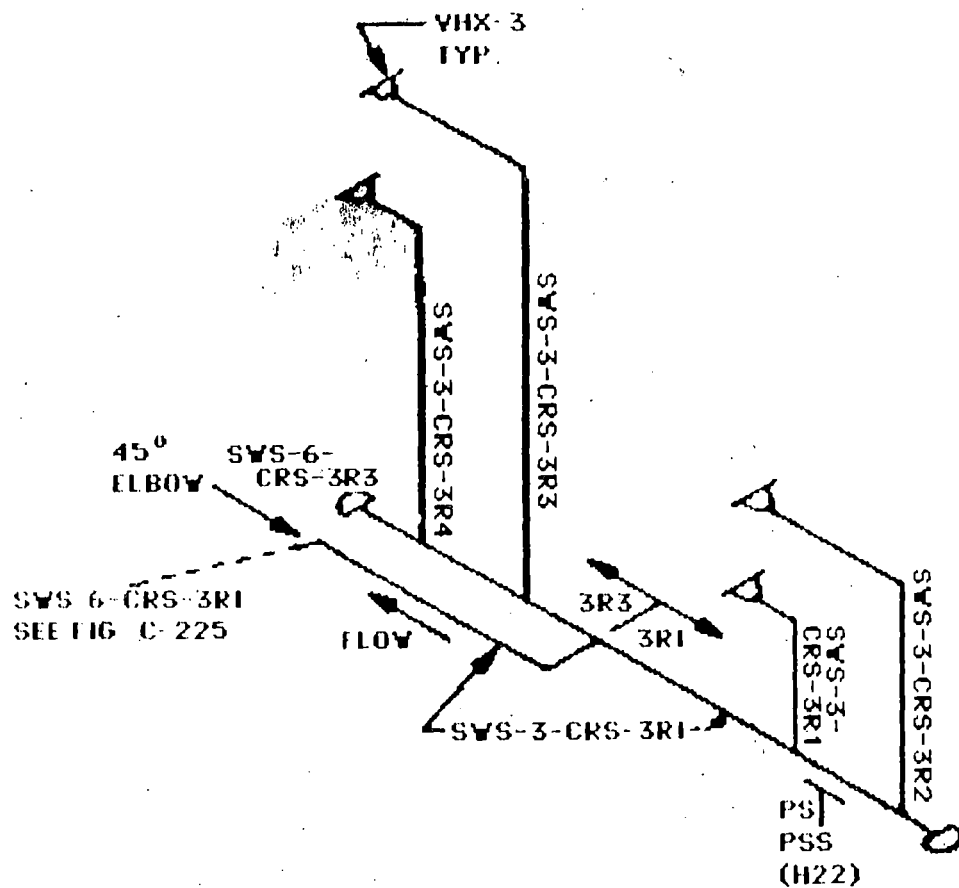 VHX-3
TYP.
SWS-3-CRS-3R4
SWS-3-CRS-3R3
45°
ELBOW
SWS-6-
CRS-3R3
SWS 6-CRS-3R1
SEE FIG C-225
FLOW
3R3
3R1
SWS-3-CRS-3R1
SWS-3-
CRS-3R1
SWS-3-CRS-3R2
PS
PSS
(H22)